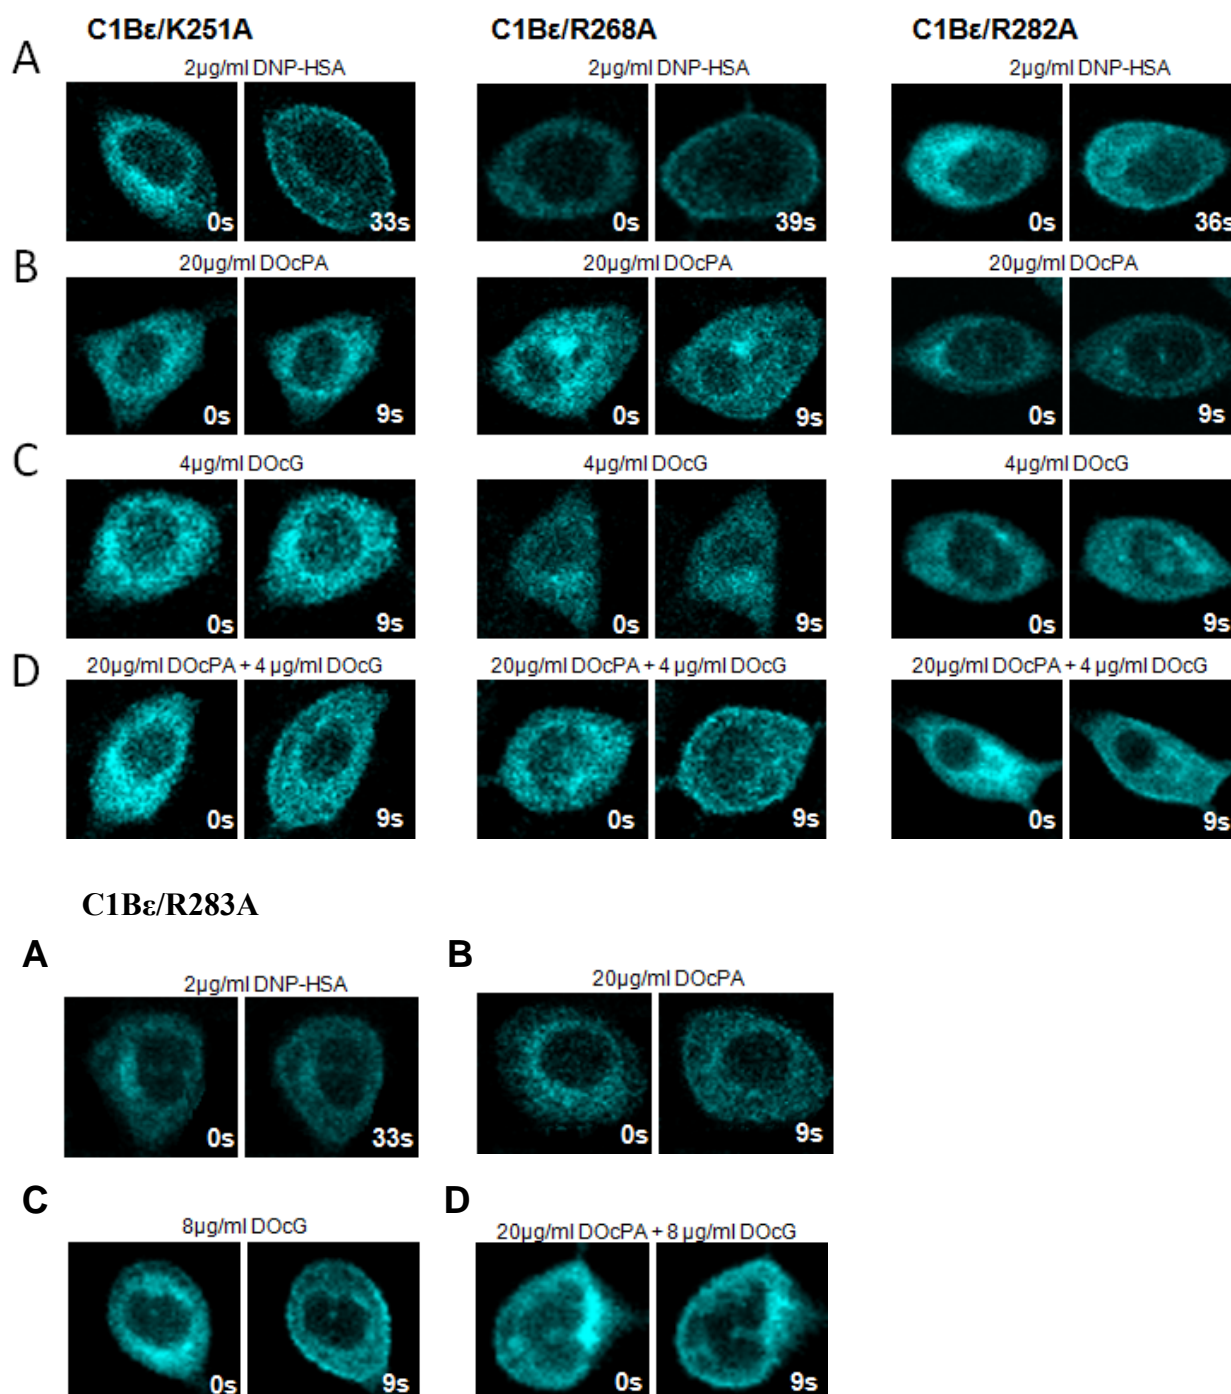 C1Bε/K251A C1Bε/R268A C1Bε/R282A
A
2µg/ml DNP-HSA 2µg/ml DNP-HSA 2µg/ml DNP-HSA
0s 33s 0s 39s 0s 36s
B
20µg/ml DOcPA 20µg/ml DOcPA 20µg/ml DOcPA
0s 9s 0s 9s 0s 9s
C
4µg/ml DOcG 4µg/ml DOcG 4µg/ml DOcG
0s 9s 0s 9s 0s 9s
D
20µg/ml DOcPA + 4 µg/ml DOcG 20µg/ml DOcPA + 4 µg/ml DOcG 20µg/ml DOcPA + 4 µg/ml DOcG
0s 9s 0s 9s 0s 9s
C1Bε/R283A
A B
2µg/ml DNP-HSA 20µg/ml DOcPA
0s 33s 0s 9s
C D
8µg/ml DOcG 20µg/ml DOcPA + 8 µg/ml DOcG
0s 9s 0s 9s